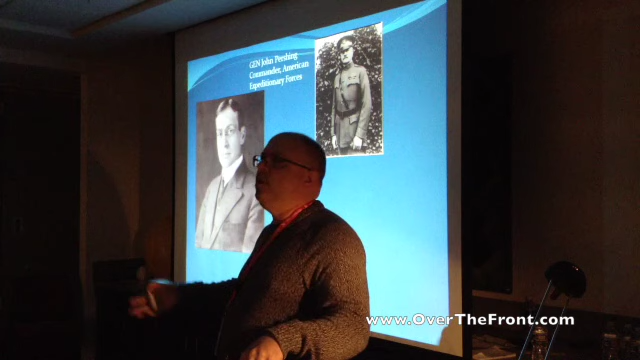 GEN John Pershing
Commander, American
Expeditionary Forces
www.OverTheFront.com